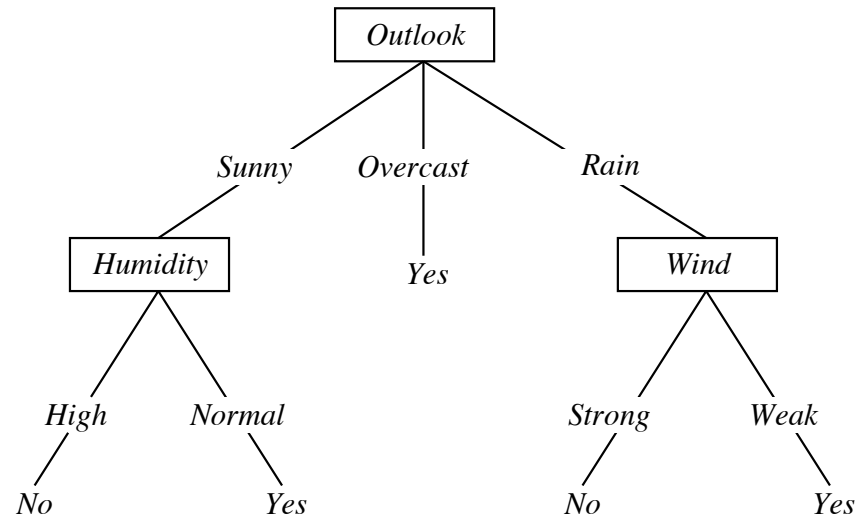 Outlook
Sunny Overcast Rain
Humidity Yes Wind
High Normal Strong Weak
No Yes No Yes